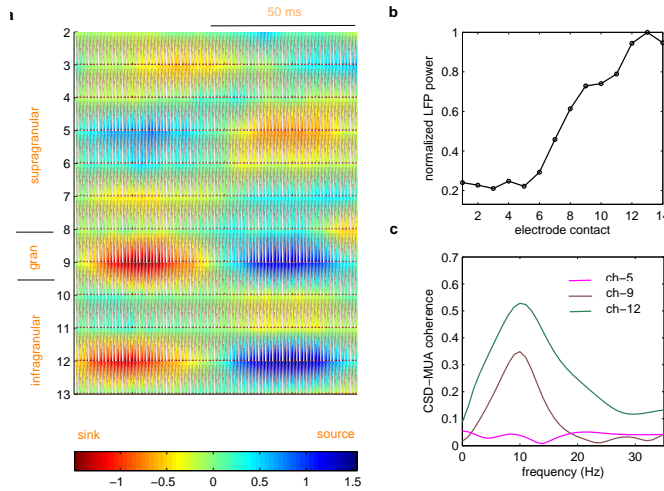 a
50 ms
2
3
4
5
6
7
8
9
10
11
12
13
supragranular
gran
infragranular
sink
source
−1 −0.5 0 0.5 1 1.5
b
normalized LFP power
1
0.8
0.6
0.4
0.2
2 4 6 8 10 12 14
electrode contact
c
CSD−MUA coherence
0.7
0.6
0.5
0.4
0.3
0.2
0.1
0
ch−5
ch−9
ch−12
0 10 20 30
frequency (Hz)